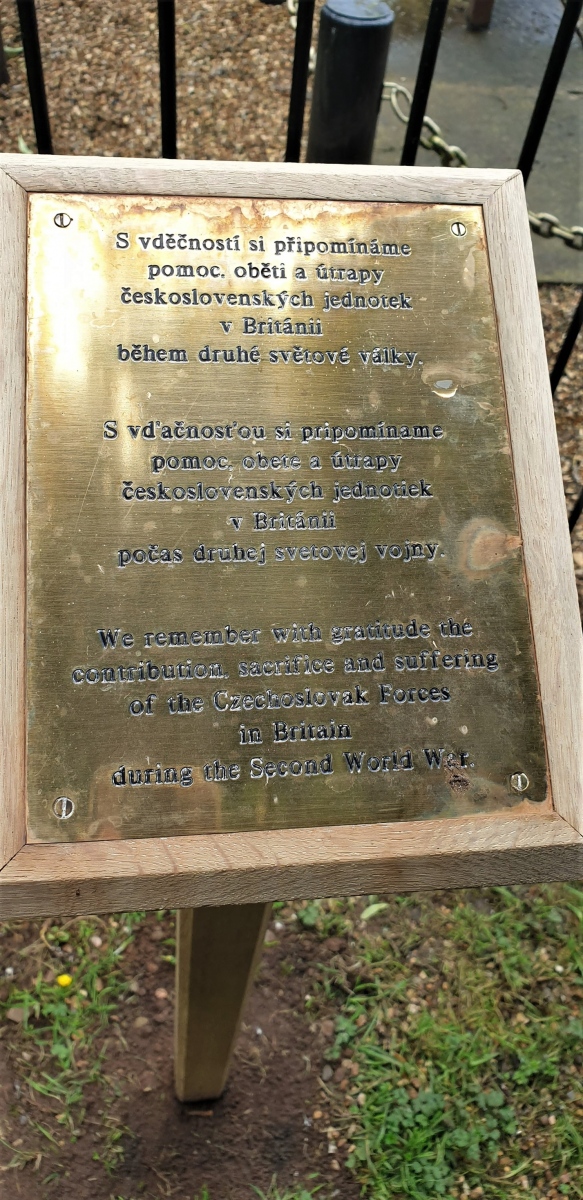 S vděčností si připomínáme
pomoc, oběti a útrapy
československých jednotek
v Británii
během druhé světové války.
S vďačnosťou si pripomíname
pomoc, obete a útrapy
československých jednotiek
v Británii
počas druhej svetovej vojny.
We remember with gratitude the
contribution, sacrifice and suffering
of the Czechoslovak Forces
in Britain
during the Second World War.